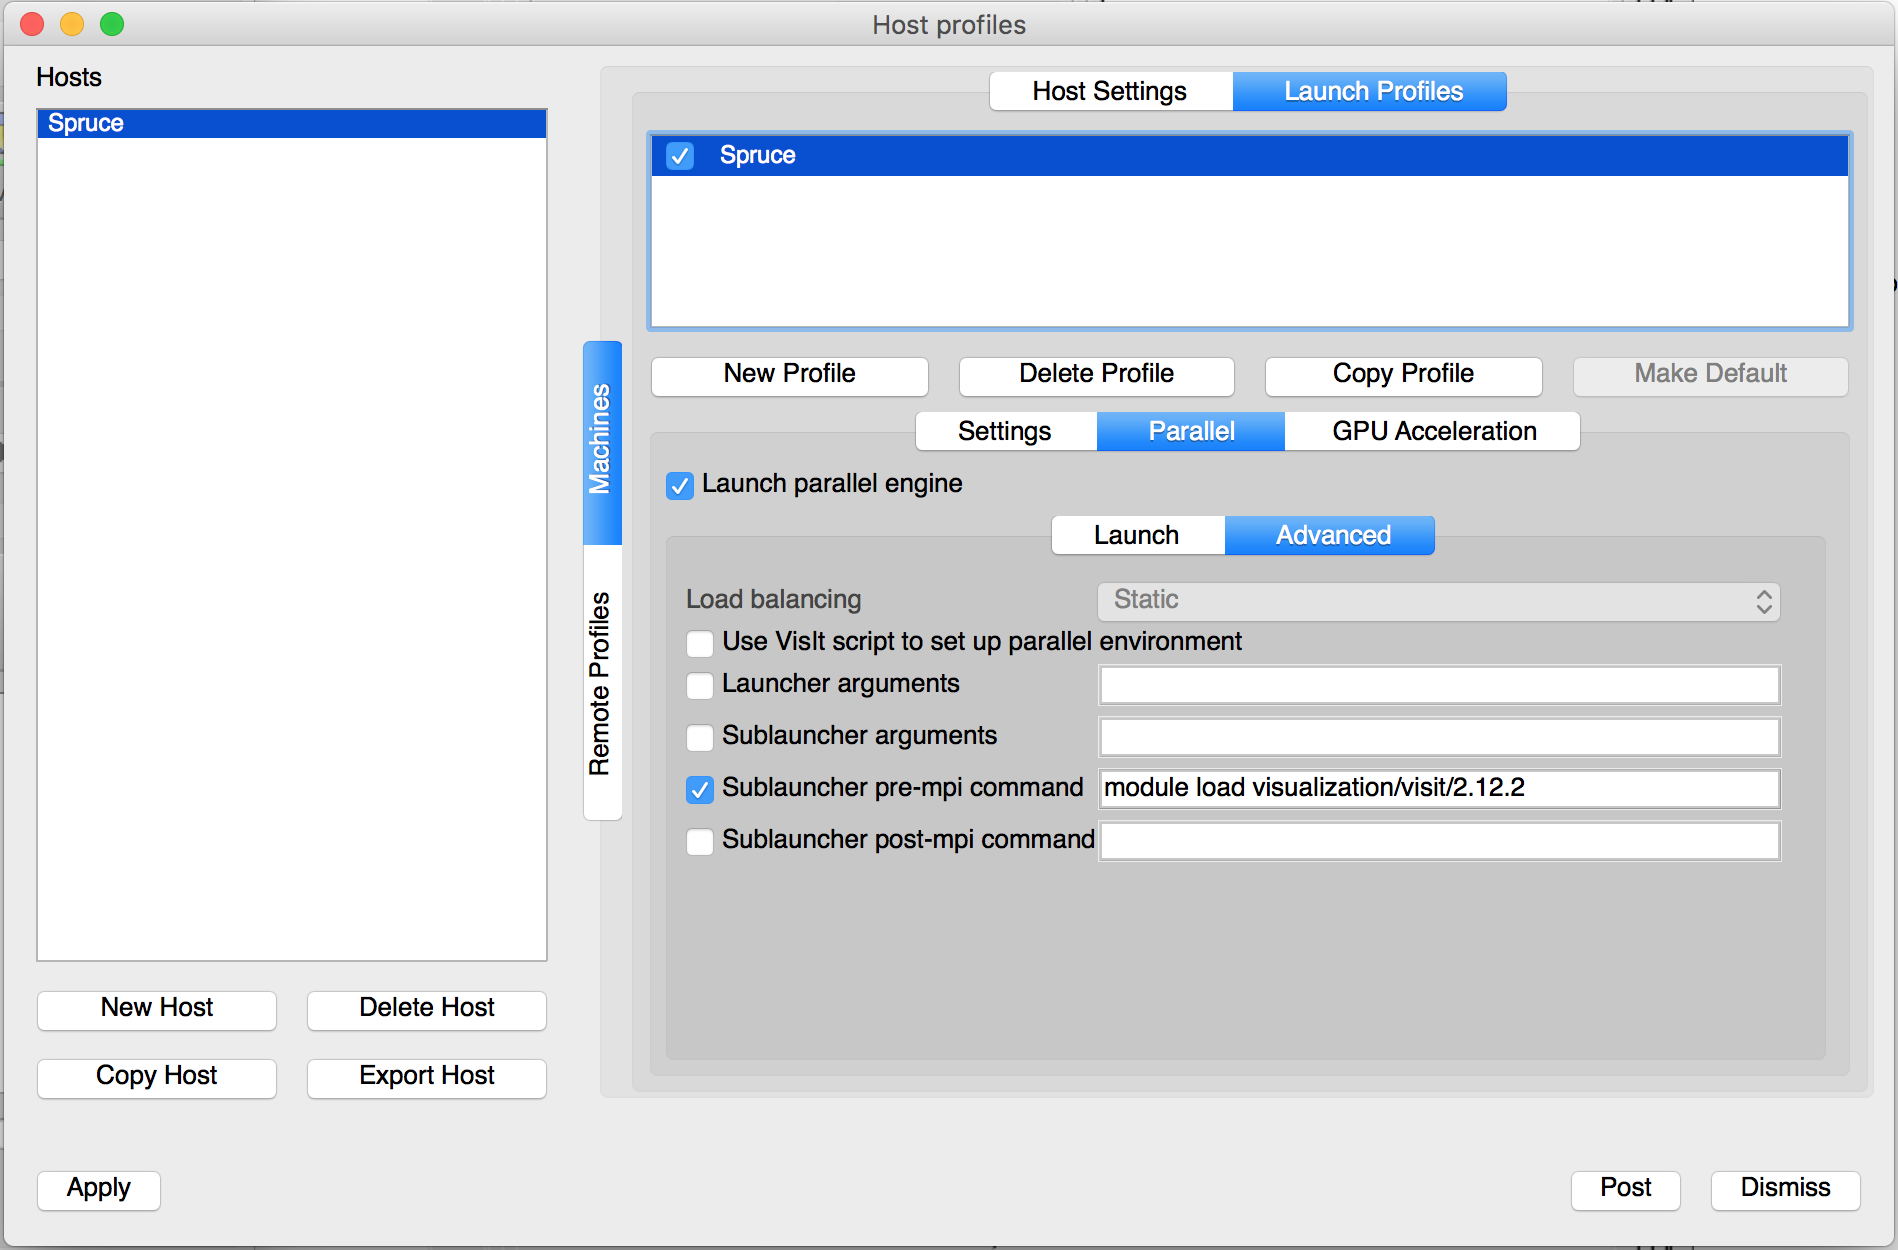 Host profiles
Hosts
Spruce
Host Settings
Launch Profiles
Spruce
New Profile
Delete Profile
Copy Profile
Make Default
Machines
Remote Profiles
Settings
Parallel
GPU Acceleration
Launch parallel engine
Launch
Advanced
Load balancing
Static
Use VisIt script to set up parallel environment
Launcher arguments
Sublauncher arguments
Sublauncher pre-mpi command
module load visualization/visit/2.12.2
Sublauncher post-mpi command
New Host
Delete Host
Copy Host
Export Host
Apply
Post
Dismiss